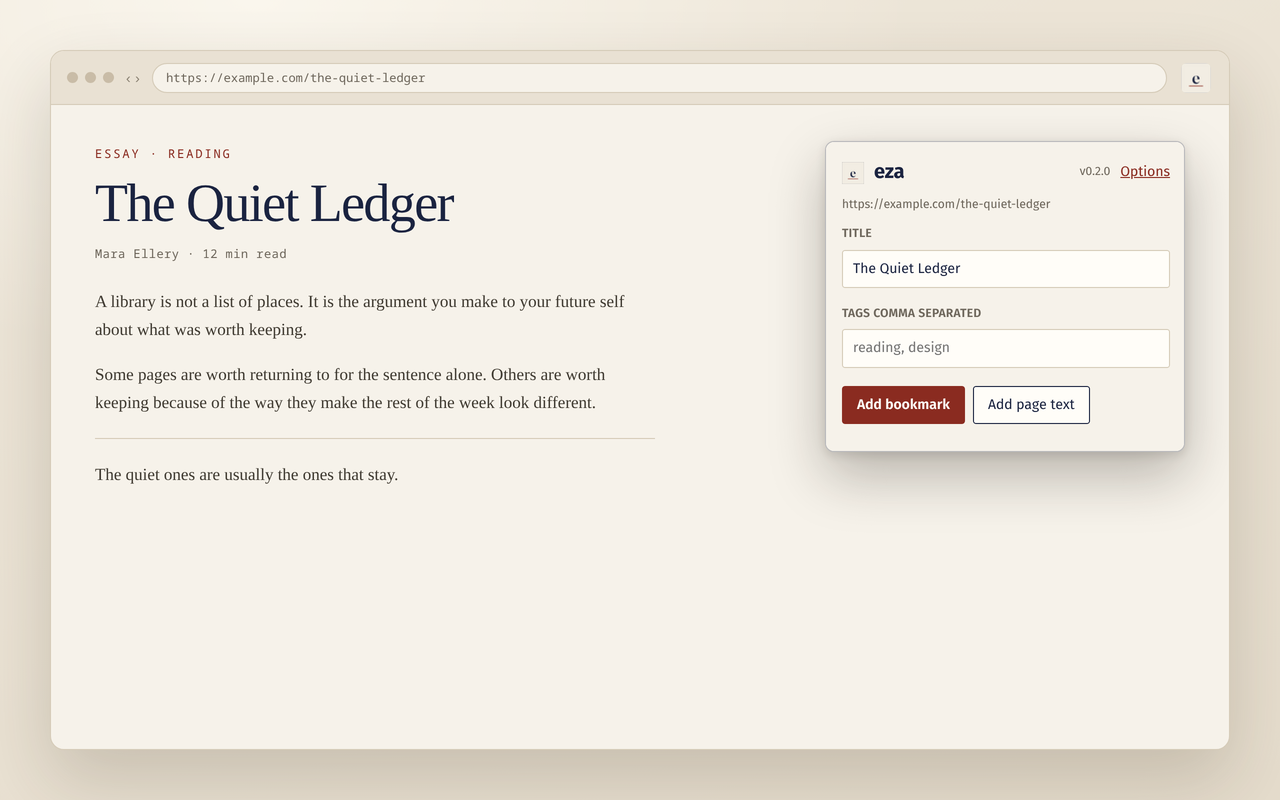 ‹ ›
https://example.com/the-quiet-ledger
e
ESSAY · READING
The Quiet Ledger
Mara Ellery · 12 min read
A library is not a list of places. It is the argument you make to your future self
about what was worth keeping.
Some pages are worth returning to for the sentence alone. Others are worth
keeping because of the way they make the rest of the week look different.
The quiet ones are usually the ones that stay.
e
eza
v0.2.0
Options
https://example.com/the-quiet-ledger
TITLE
The Quiet Ledger
TAGS COMMA SEPARATED
reading, design
Add bookmark
Add page text